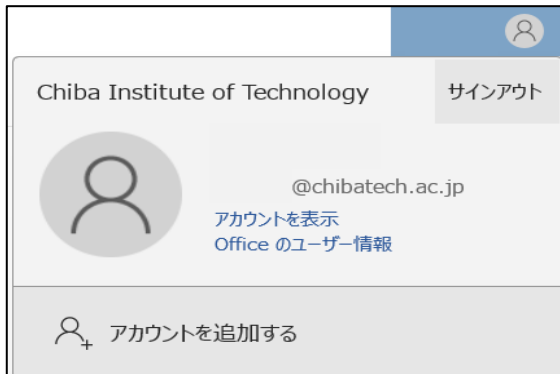 Chiba Institute of Technology サインアウト
@chibatech.ac.jp
アカウントを表示
Office のユーザー情報
アカウントを追加する